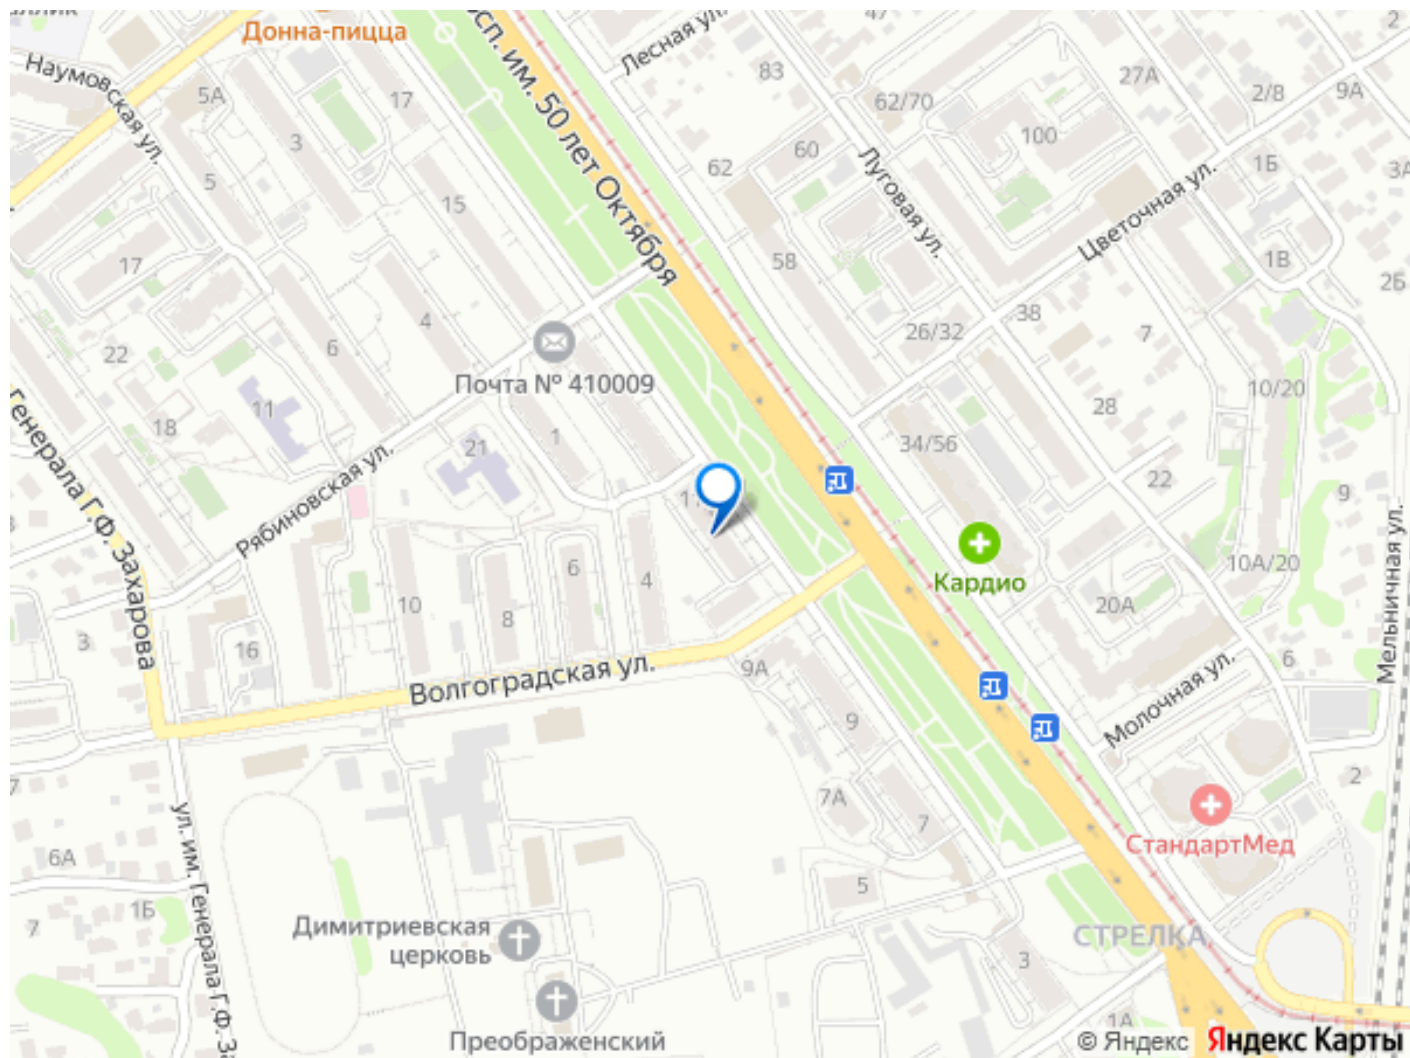 Донна-пицца
Наумовская ул.
5А
17
3
5
15
17
22
4
6
11
18
Почта № 410009
просп. им. 50 лет Октября
Лесная ул.
47
83
62/70
60
62
58
Луговая ул.
100
27А
2/8
9А
2
1Б
3А
Цветочная ул.
1В
2Б
26/32
38
7
10/20
28
34/56
22
9
10А/20
Мельничная ул.
Кардио
20А
6
Молочная ул.
2
СтандартМед
СТРЕЛКА
ул. им. Генерала Г.Ф. Захарова
Рябиновская ул.
21
1
6
4
8
10
16
3
Волгоградская ул.
9А
9
7А
7
5
3
1А
7
6А
1Б
7
Димитриевская
церковь
Преображенский
© Яндекс Яндекс Карты